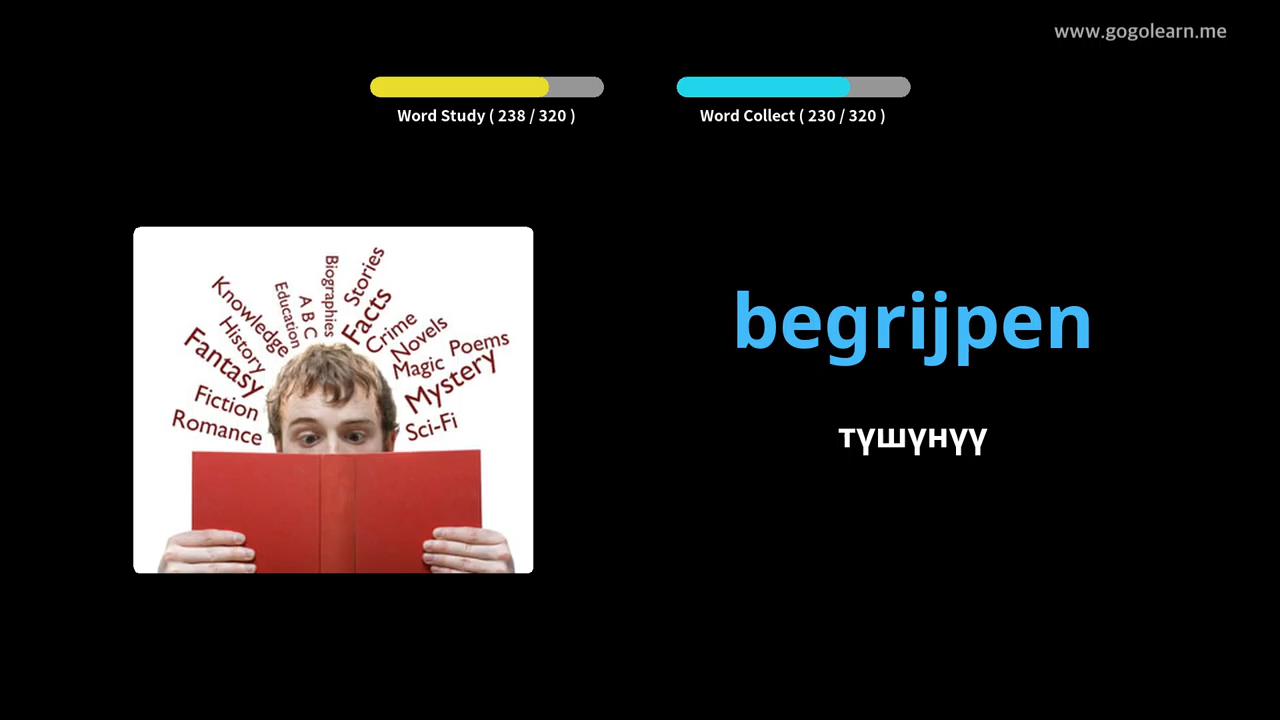 www.gogolearn.me
Word Study ( 238 / 320 )
Word Collect ( 230 / 320 )
Biographies
Stories
Education
A B C
Facts
Knowledge
Crime
History
Novels
Fantasy
Magic
Poems
Mystery
Fiction
Romance
Sci-Fi
begrijpen
түшүнүү